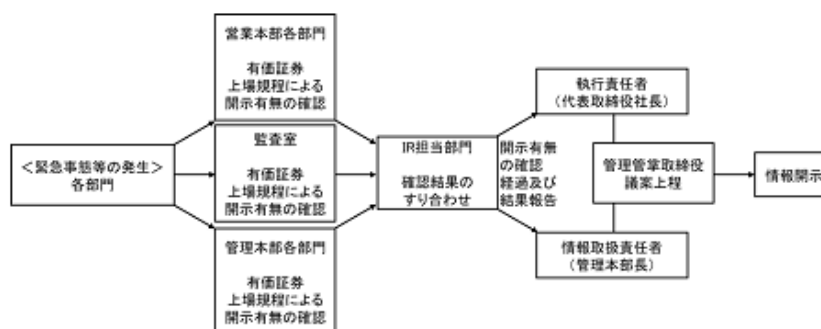 ＜緊急事態等の発生＞
各部門
営業本部各部門
有価証券
上場規程による
開示有無の確認
監査室
有価証券
上場規程による
開示有無の確認
管理本部各部門
有価証券
上場規程による
開示有無の確認
IR担当部門
確認結果の
すり合わせ
開示有無
の確認
経過及び
結果報告
執行責任者
（代表取締役社長）
管理管掌取締役
議案上程
情報取扱責任者
（管理本部長）
情報開示